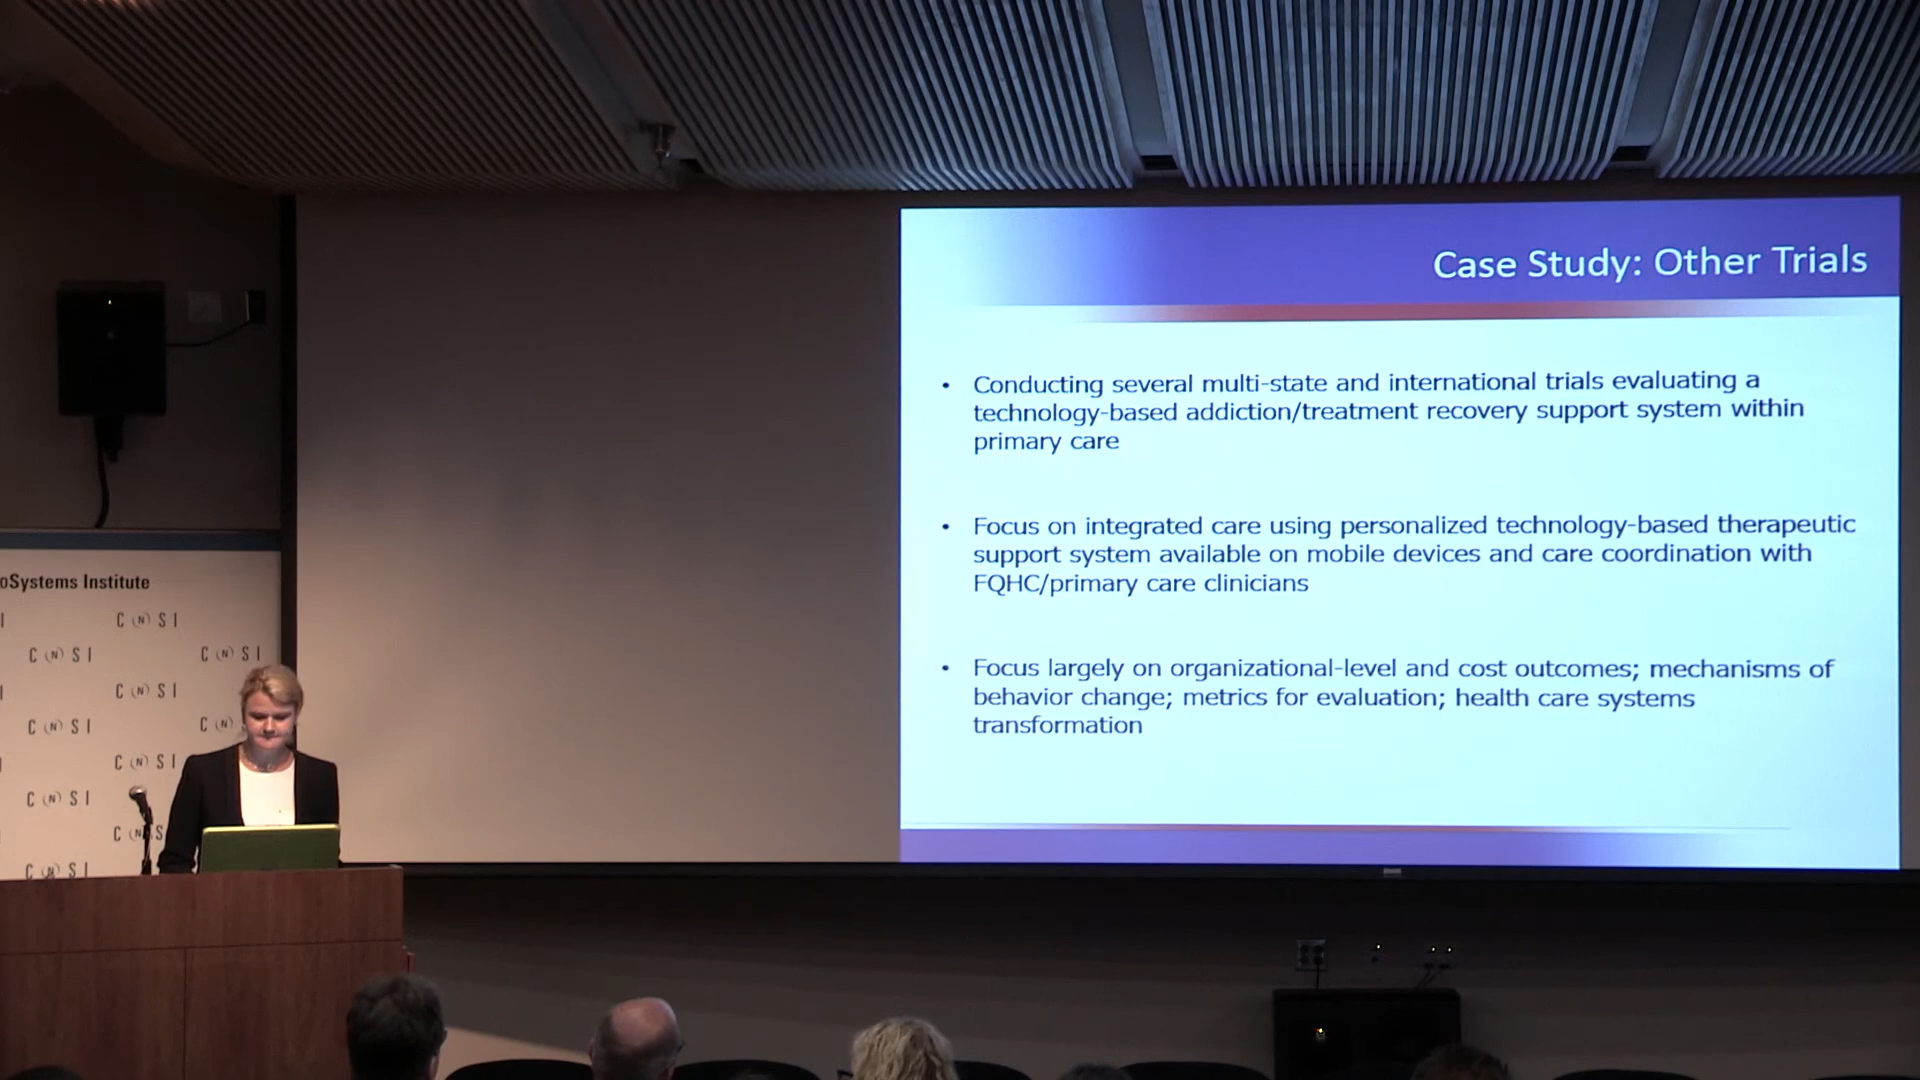 Case Study: Other Trials
• Conducting several multi-state and international trials evaluating a
technology-based addiction/treatment recovery support system within
primary care
• Focus on integrated care using personalized technology-based therapeutic
support system available on mobile devices and care coordination with
FQHC/primary care clinicians
• Focus largely on organizational-level and cost outcomes; mechanisms of
behavior change; metrics for evaluation; health care systems
transformation
oSystems Institute
C N S I
C N S I
C N S I
C N S I
C N S I
C N
C N S I
C N S I
C N S
C N S I